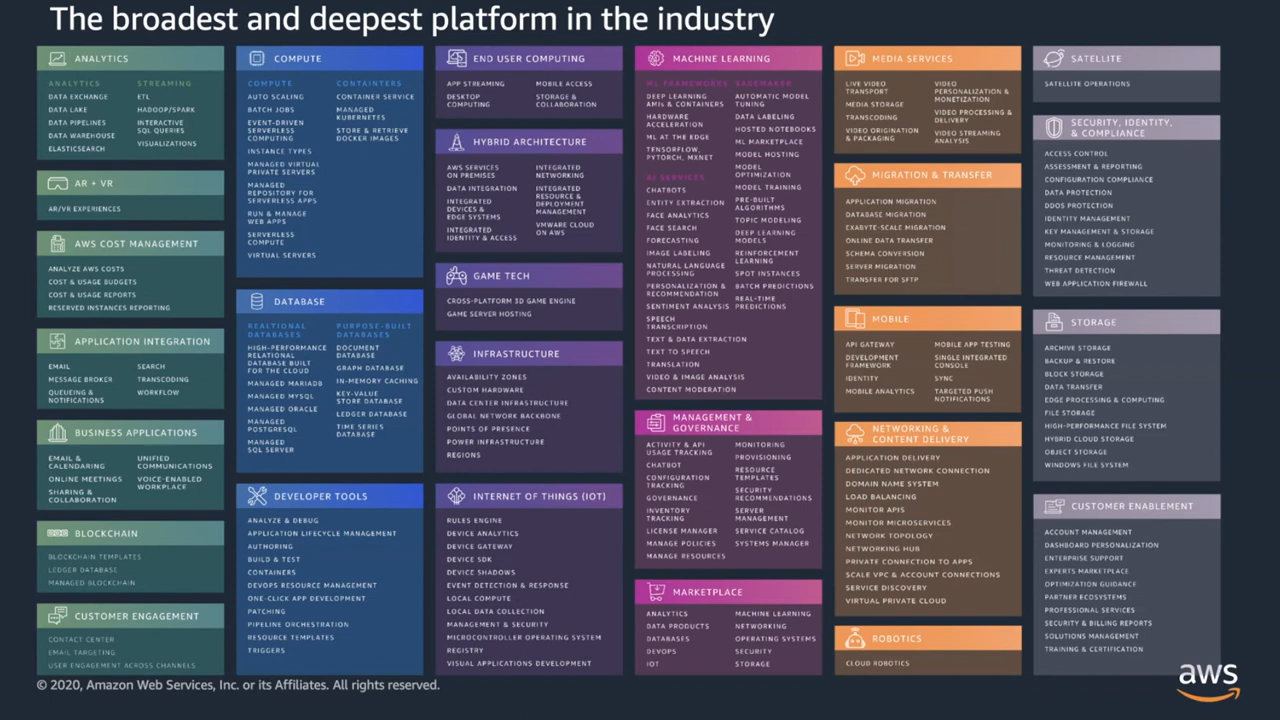 The broadest and deepest platform in the industry
ANALYTICS
ANALYTICS
DATA EXCHANGE
DATA LAKE
DATA PIPELINES
DATA WAREHOUSE
ELASTICSEARCH
STREAMING
ETL
HADOOP/SPARK
INTERACTIVE
SQL QUERIES
VISUALIZATIONS
AR + VR
AR/VR EXPERIENCES
AWS COST MANAGEMENT
ANALYZE AWS COSTS
COST & USAGE BUDGETS
COST & USAGE REPORTS
RESERVED INSTANCES REPORTING
APPLICATION INTEGRATION
EMAIL
MESSAGE BROKER
QUEUING &
NOTIFICATIONS
SEARCH
TRANSCODING
WORKFLOW
BUSINESS APPLICATIONS
EMAIL &
CALENDARING
ONLINE MEETINGS
SHARING &
COLLABORATION
UNIFIED
COMMUNICATIONS
VOICE-ENABLED
WORKPLACE
BLOCKCHAIN
BLOCKCHAIN TEMPLATES
LEDGER DATABASE
MANAGED BLOCKCHAIN
CUSTOMER ENGAGEMENT
CONTACT CENTER
EMAIL TARGETING
USER ENGAGEMENT ACROSS CHANNELS
COMPUTE
COMPUTE
AUTO SCALING
BATCH JOBS
EVENT-DRIVEN
SERVERLESS
COMPUTING
INSTANCE TYPES
MANAGED VIRTUAL
PRIVATE SERVERS
MANAGED
REPOSITORY FOR
SERVERLESS APPS
RUN & MANAGE
WEB APPS
SERVERLESS
COMPUTE
VIRTUAL SERVERS
CONTAINTERS
CONTAINER SERVICE
MANAGED
KUBERNETES
STORE & RETRIEVE
DOCKER IMAGES
DATABASE
REALTIONAL
DATABASES
HIGH-PERFORMANCE
RELATIONAL
DATABASE BUILT
FOR THE CLOUD
MANAGED MARIADB
MANAGED MYSQL
MANAGED ORACLE
MANAGED
POSTGRESQL
MANAGED
SQL SERVER
PURPOSE-BUILT
DATABASES
DOCUMENT
DATABASE
GRAPH DATABASE
IN-MEMORY CACHING
KEY-VALUE
STORE DATABASE
LEDGER DATABASE
TIME SERIES
DATABASE
DEVELOPER TOOLS
ANALYZE & DEBUG
APPLICATION LIFECYCLE MANAGEMENT
AUTHORING
BUILD & TEST
CONTAINERS
DEVOPS RESOURCE MANAGEMENT
ONE-CLICK APP DEVELOPMENT
PATCHING
PIPELINE ORCHESTRATION
RESOURCE TEMPLATES
TRIGGERS
END USER COMPUTING
APP STREAMING
DESKTOP
COMPUTING
MOBILE ACCESS
STORAGE &
COLLABORATION
HYBRID ARCHITECTURE
AWS SERVICES
ON PREMISES
DATA INTEGRATION
INTEGRATED
DEVICES &
EDGE SYSTEMS
INTEGRATED
IDENTITY & ACCESS
INTEGRATED
NETWORKING
INTEGRATED
RESOURCE &
DEPLOYMENT
MANAGEMENT
VMWARE CLOUD
ON AWS
GAME TECH
CROSS-PLATFORM 3D GAME ENGINE
GAME SERVER HOSTING
INFRASTRUCTURE
AVAILABILITY ZONES
CUSTOM HARDWARE
DATA CENTER INFRASTRUCTURE
GLOBAL NETWORK BACKBONE
POINTS OF PRESENCE
POWER INFRASTRUCTURE
REGIONS
INTERNET OF THINGS (IOT)
RULES ENGINE
DEVICE ANALYTICS
DEVICE GATEWAY
DEVICE SDK
DEVICE SHADOWS
EVENT DETECTION & RESPONSE
LOCAL COMPUTE
LOCAL DATA COLLECTION
MANAGEMENT & SECURITY
MICROCONTROLLER OPERATING SYSTEM
REGISTRY
VISUAL APPLICATIONS DEVELOPMENT
MACHINE LEARNING
ML FRAMEWORKS
DEEP LEARNING
AMIs & CONTAINERS
HARDWARE
ACCELERATION
ML AT THE EDGE
TENSORFLOW,
PYTORCH, MXNET
AI SERVICES
CHATBOTS
ENTITY EXTRACTION
FACE ANALYTICS
FACE SEARCH
FORECASTING
IMAGE LABELING
NATURAL LANGUAGE
PROCESSING
PERSONALIZATION &
RECOMMENDATION
SENTIMENT ANALYSIS
SPEECH
TRANSCRIPTION
TEXT & DATA EXTRACTION
TEXT TO SPEECH
TRANSLATION
VIDEO & IMAGE ANALYSIS
CONTENT MODERATION
SAGEMAKER
AUTOMATIC MODEL
TUNING
DATA LABELING
HOSTED NOTEBOOKS
ML MARKETPLACE
MODEL HOSTING
MODEL
OPTIMIZATION
MODEL TRAINING
PRE-BUILT
ALGORITHMS
TOPIC MODELING
DEEP LEARNING
MODELS
REINFORCEMENT
LEARNING
SPOT INSTANCES
BATCH PREDICTIONS
REAL-TIME
PREDICTIONS
MANAGEMENT &
GOVERNANCE
ACTIVITY & API
USAGE TRACKING
CHATBOT
CONFIGURATION
TRACKING
GOVERNANCE
INVENTORY
TRACKING
LICENSE MANAGER
MANAGE POLICIES
MANAGE RESOURCES
MONITORING
PROVISIONING
RESOURCE
TEMPLATES
SECURITY
RECOMMENDATIONS
SERVER
MANAGEMENT
SERVICE CATALOG
SYSTEMS MANAGER
MARKETPLACE
ANALYTICS
DATA PRODUCTS
DATABASES
DEVOPS
IOT
MACHINE LEARNING
NETWORKING
OPERATING SYSTEMS
SECURITY
STORAGE
MEDIA SERVICES
LIVE VIDEO
TRANSPORT
MEDIA STORAGE
TRANSCODING
VIDEO ORIGINATION
& PACKAGING
VIDEO
PERSONALIZATION &
MONETIZATION
VIDEO PROCESSING &
DELIVERY
VIDEO STREAMING
ANALYSIS
MIGRATION & TRANSFER
APPLICATION MIGRATION
DATABASE MIGRATION
EXABYTE-SCALE MIGRATION
ONLINE DATA TRANSFER
SCHEMA CONVERSION
SERVER MIGRATION
TRANSFER FOR SFTP
MOBILE
API GATEWAY
DEVELOPMENT
FRAMEWORK
IDENTITY
MOBILE ANALYTICS
MOBILE APP TESTING
SINGLE INTEGRATED
CONSOLE
SYNC
TARGETED PUSH
NOTIFICATIONS
NETWORKING &
CONTENT DELIVERY
APPLICATION DELIVERY
DEDICATED NETWORK CONNECTION
DOMAIN NAME SYSTEM
LOAD BALANCING
MONITOR APIS
MONITOR MICROSERVICES
NETWORK TOPOLOGY
NETWORKING HUB
PRIVATE CONNECTION TO APPS
SCALE VPC & ACCOUNT CONNECTIONS
SERVICE DISCOVERY
VIRTUAL PRIVATE CLOUD
ROBOTICS
CLOUD ROBOTICS
SATELLITE
SATELLITE OPERATIONS
SECURITY, IDENTITY,
& COMPLIANCE
ACCESS CONTROL
ASSESSMENT & REPORTING
CONFIGURATION COMPLIANCE
DATA PROTECTION
DDOS PROTECTION
IDENTITY MANAGEMENT
KEY MANAGEMENT & STORAGE
MONITORING & LOGGING
RESOURCE MANAGEMENT
THREAT DETECTION
WEB APPLICATION FIREWALL
STORAGE
ARCHIVE STORAGE
BACKUP & RESTORE
BLOCK STORAGE
DATA TRANSFER
EDGE PROCESSING & COMPUTING
FILE STORAGE
HIGH-PERFORMANCE FILE SYSTEM
HYBRID CLOUD STORAGE
OBJECT STORAGE
WINDOWS FILE SYSTEM
CUSTOMER ENABLEMENT
ACCOUNT MANAGEMENT
DASHBOARD PERSONALIZATION
ENTERPRISE SUPPORT
EXPERTS MARKETPLACE
OPTIMIZATION GUIDANCE
PARTNER ECOSYSTEMS
PROFESSIONAL SERVICES
SECURITY & BILLING REPORTS
SOLUTIONS MANAGEMENT
TRAINING & CERTIFICATION
© 2020, Amazon Web Services, Inc. or its Affiliates. All rights reserved.
aws